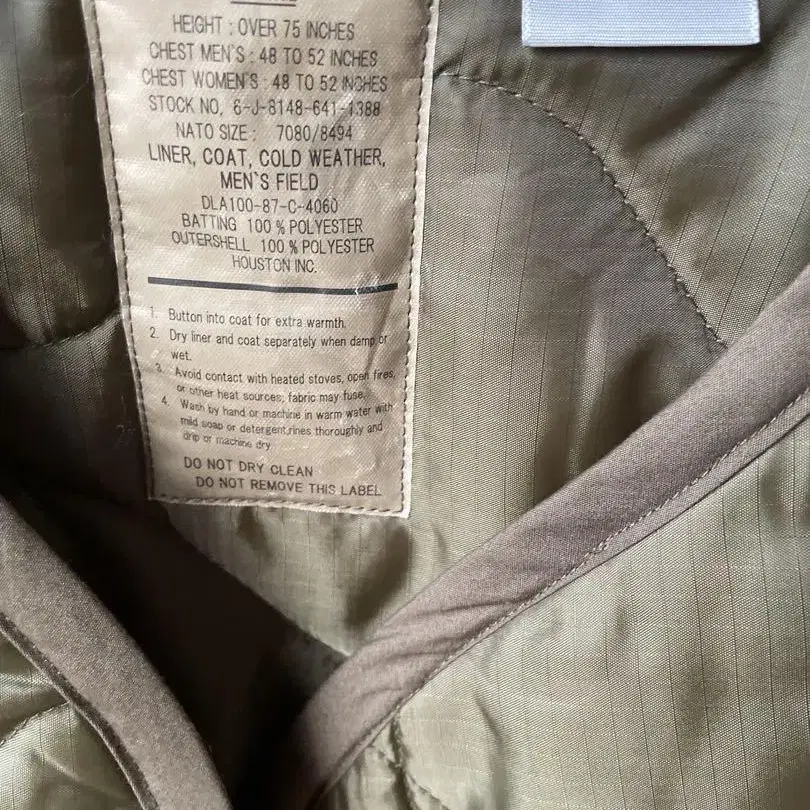 HEIGHT : OVER 75 INCHES
CHEST MEN'S : 48 TO 52 INCHES
CHEST WOMEN'S : 48 TO 52 INCHES
STOCK NO. 6-J-8148-641-1388
NATO SIZE : 7080/8494
LINER, COAT, COLD WEATHER,
MEN`S FIELD
DLA100-87-C-4060
BATTING 100 % POLYESTER
OUTERSHELL 100 % POLYESTER
HOUSTON INC.
1. Button into coat for extra warmth.
2. Dry liner and coat separately when damp or
wet.
3. Avoid contact with heated stoves, open fires,
or other heat sources; fabric may fuse.
4. Wash by hand or machine in warm water with
mild soap or detergent,rines thoroughly and
drip or machine dry
DO NOT DRY CLEAN
DO NOT REMOVE THIS LABEL